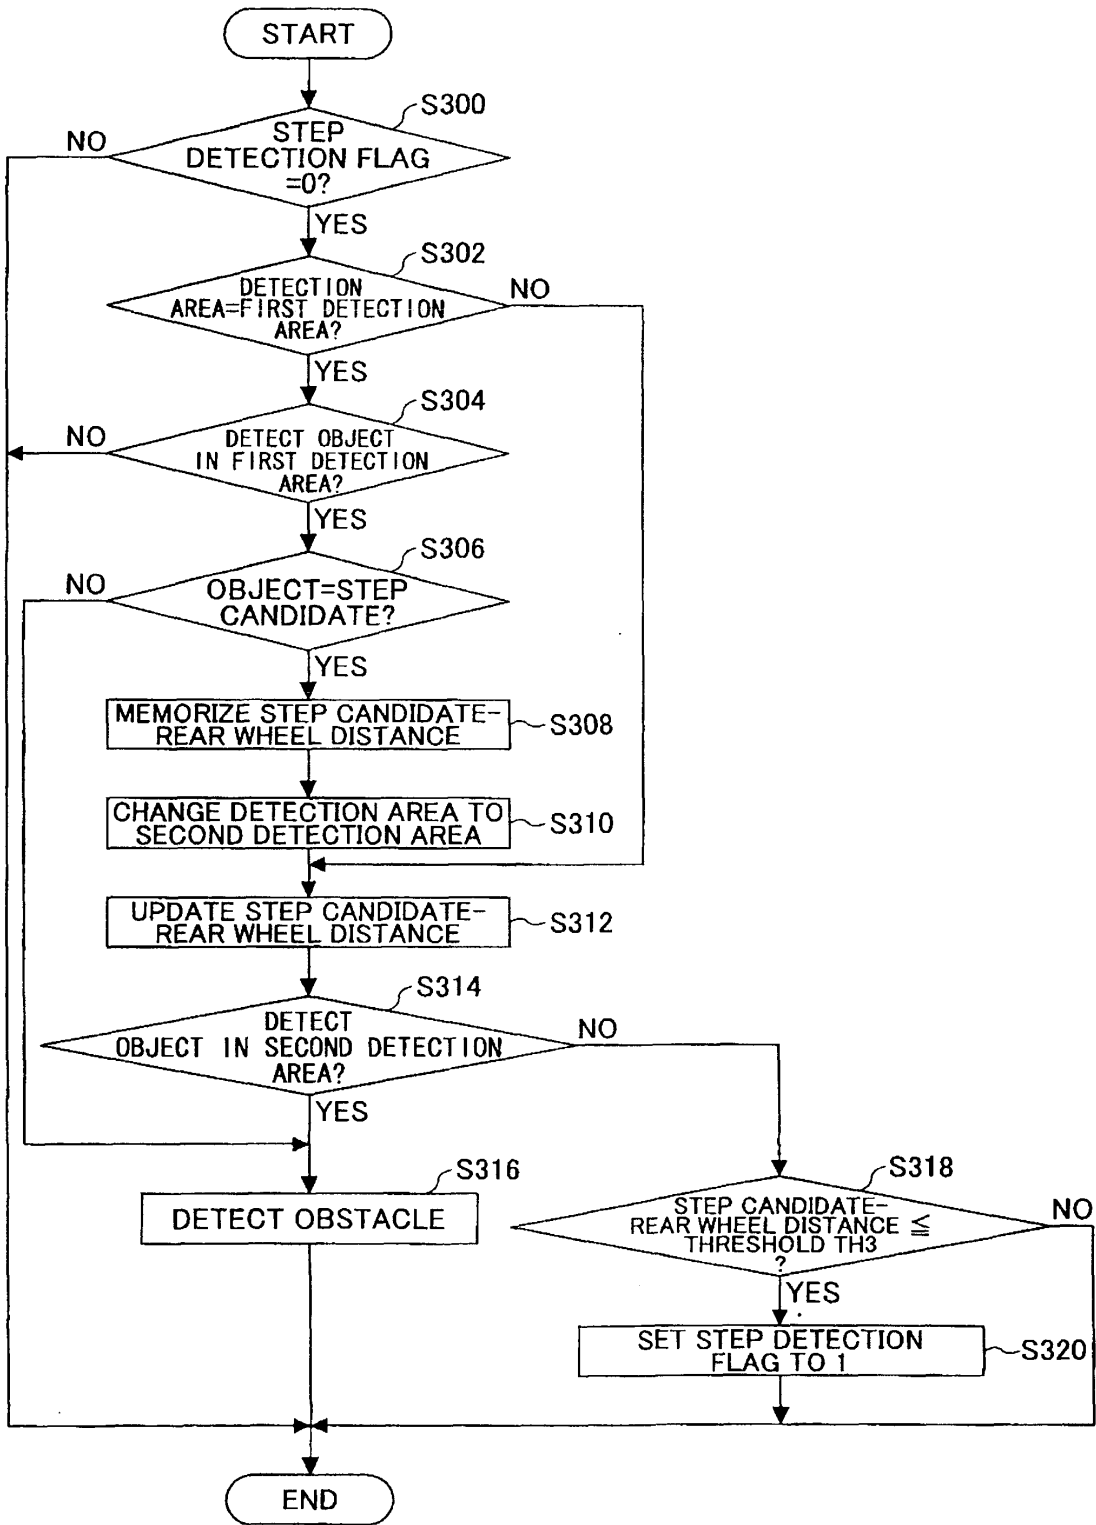 START
S300
NO
STEP
DETECTION FLAG
=0?
YES
S302
DETECTION
AREA=FIRST DETECTION
AREA?
NO
YES
S304
NO
DETECT OBJECT
IN FIRST DETECTION
AREA?
YES
S306
NO
OBJECT=STEP
CANDIDATE?
YES
MEMORIZE STEP CANDIDATE-
REAR WHEEL DISTANCE
S308
CHANGE DETECTION AREA TO
SECOND DETECTION AREA
S310
UPDATE STEP CANDIDATE-
REAR WHEEL DISTANCE
S312
S314
DETECT
OBJECT IN SECOND DETECTION
AREA?
NO
YES
S316
DETECT OBSTACLE
S318
STEP CANDIDATE-
REAR WHEEL DISTANCE ≦
THRESHOLD TH3
?
NO
YES
SET STEP DETECTION
FLAG TO 1
S320
END